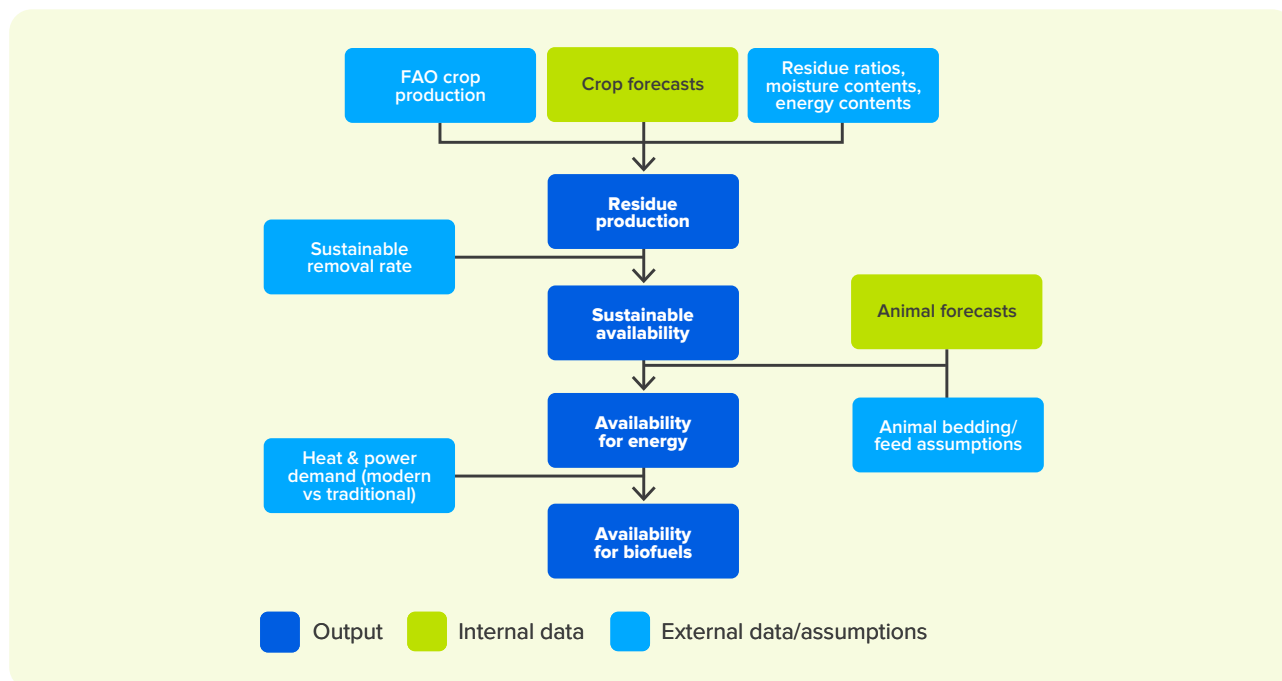 FAO crop
production
Crop forecasts
Residue ratios,
moisture contents,
energy contents
Residue
production
Sustainable
removal rate
Sustainable
availability
Animal forecasts
Availability
for energy
Animal bedding/
feed assumptions
Heat & power
demand (modern
vs traditional)
Availability
for biofuels
Output
Internal data
External data/assumptions